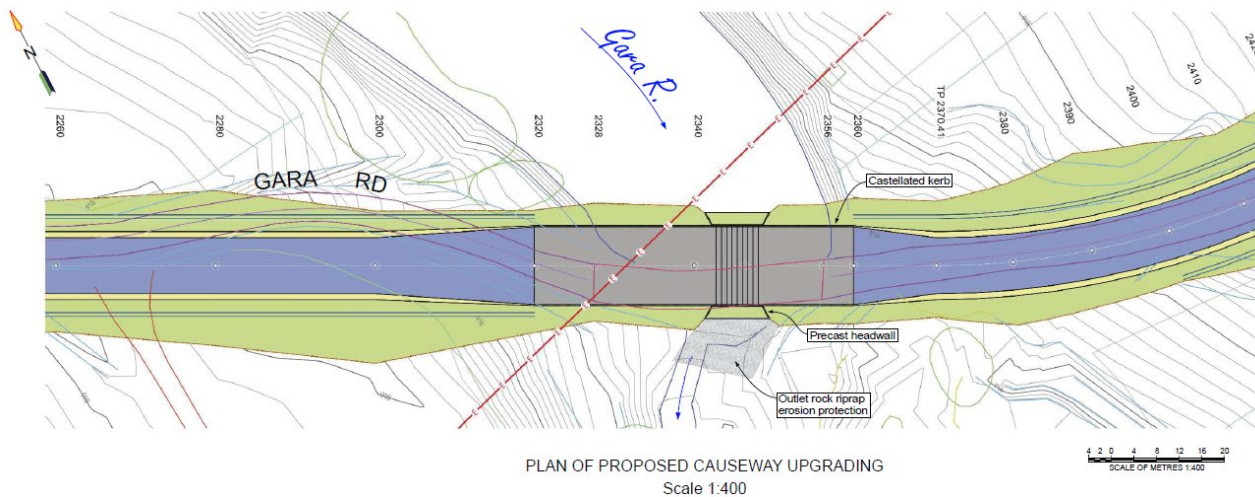 N
Gara R.
2260
2280
2300
2320
2328
2340
2356
2360
TP 2370.41
2380
2390
2400
2410
GARA RD
Castellated kerb
Precast headwall
Outlet rock riprap
erosion protection
PLAN OF PROPOSED CAUSEWAY UPGRADING
Scale 1:400
4 2 0 4 8 12 16 20
SCALE OF METRES 1:400